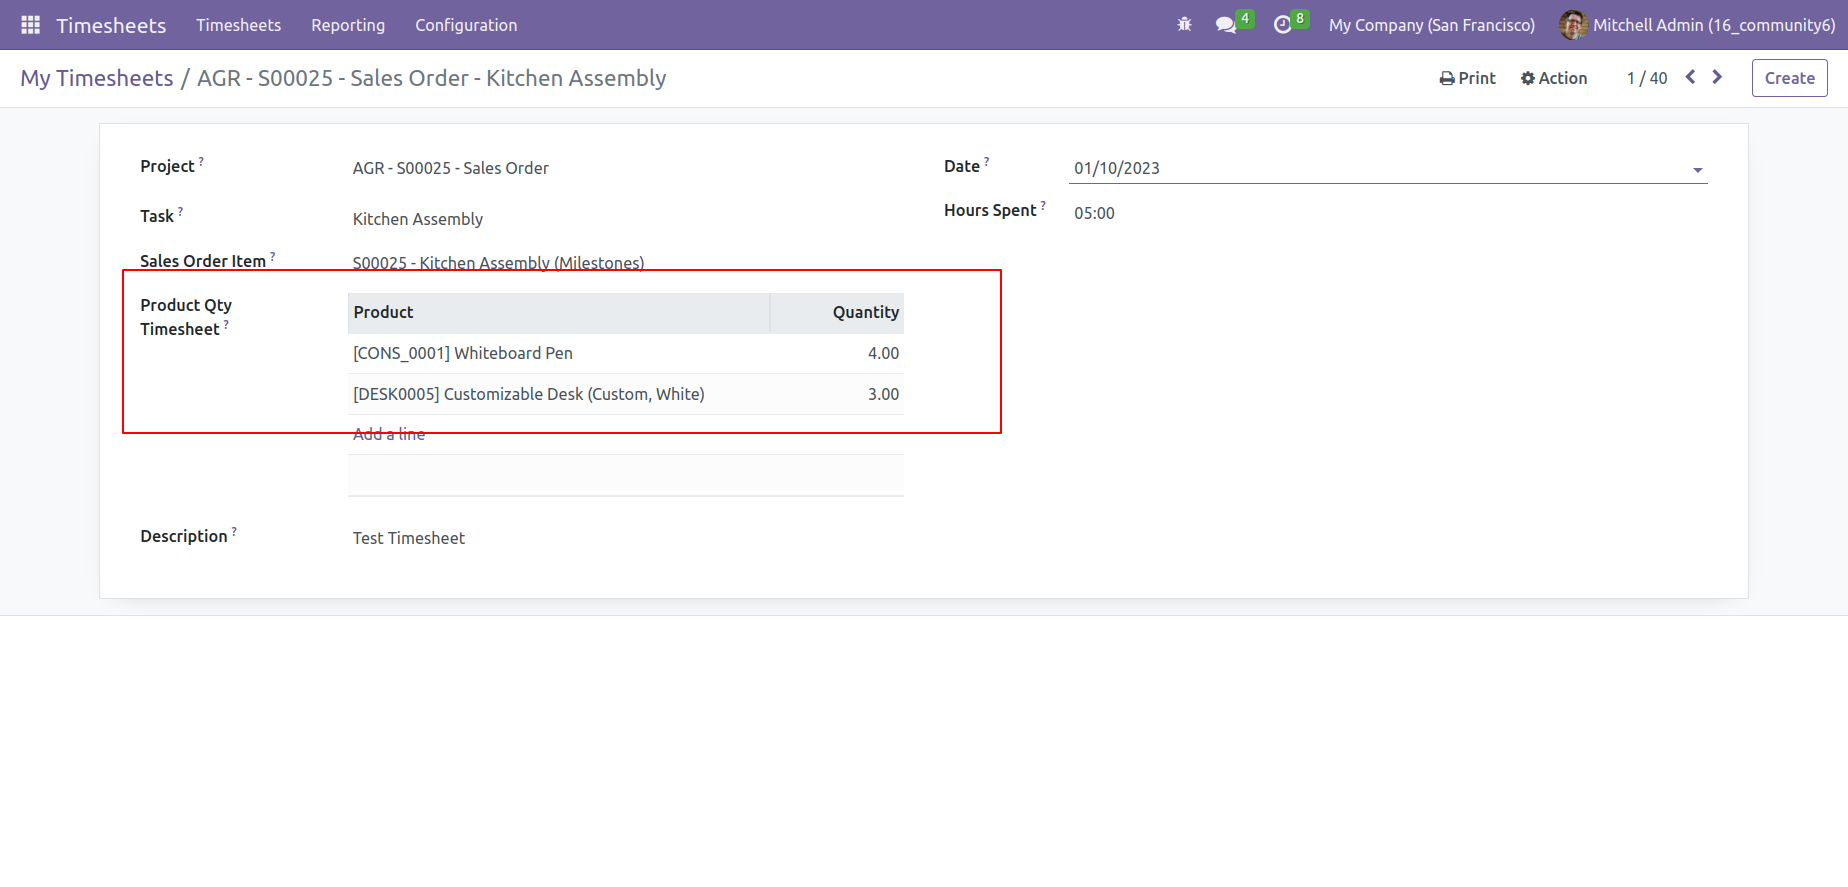 Timesheets Timesheets Reporting Configuration 4 8 My Company (San Francisco) Mitchell Admin (16_community6)
My Timesheets / AGR - S00025 - Sales Order - Kitchen Assembly Print Action 1 / 40 Create
Project ? AGR - S00025 - Sales Order Date ? 01/10/2023
Task ? Kitchen Assembly Hours Spent ? 05:00
Sales Order Item ? S00025 - Kitchen Assembly (Milestones)
Product Qty
Timesheet ?
Product Quantity
[CONS_0001] Whiteboard Pen 4.00
[DESK0005] Customizable Desk (Custom, White) 3.00
Add a line
Description ? Test Timesheet